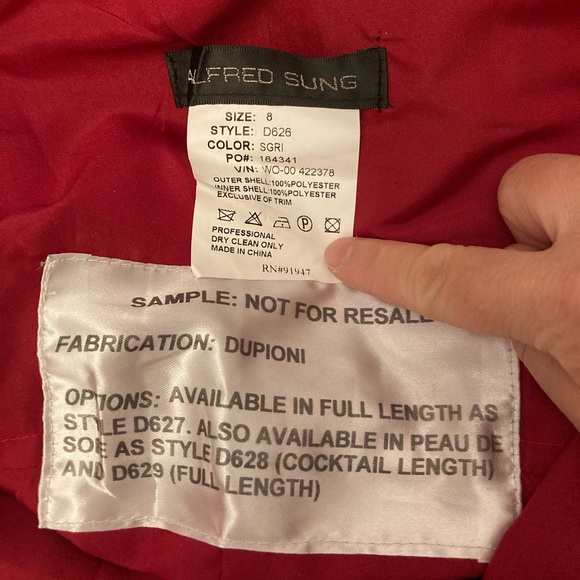 ALFRED SUNG
SIZE: 8
STYLE: D626
COLOR: SGRI
PO#: 164341
V/N: WO-00 422378
OUTER SHELL:100%POLYESTER
INNER SHELL:100%POLYESTER
EXCLUSIVE OF TRIM
P
PROFESSIONAL
DRY CLEAN ONLY
MADE IN CHINA
RN#91947
SAMPLE: NOT FOR RESALE
FABRICATION: DUPIONI
OPTIONS: AVAILABLE IN FULL LENGTH AS
STYLE D627. ALSO AVAILABLE IN PEAU DE
SOIE AS STYLE D628 (COCKTAIL LENGTH)
AND D629 (FULL LENGTH)